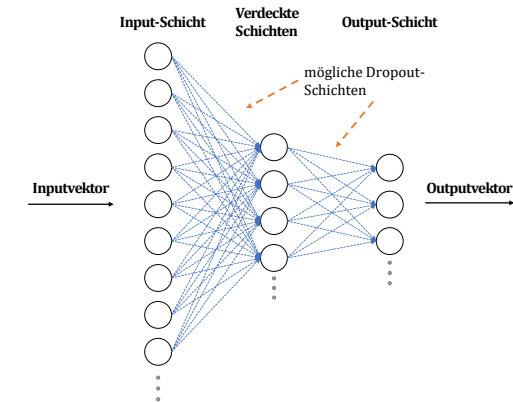 Input-Schicht
Verdeckte
Schichten
Output-Schicht
mögliche Dropout-
Schichten
Inputvektor
Outputvektor